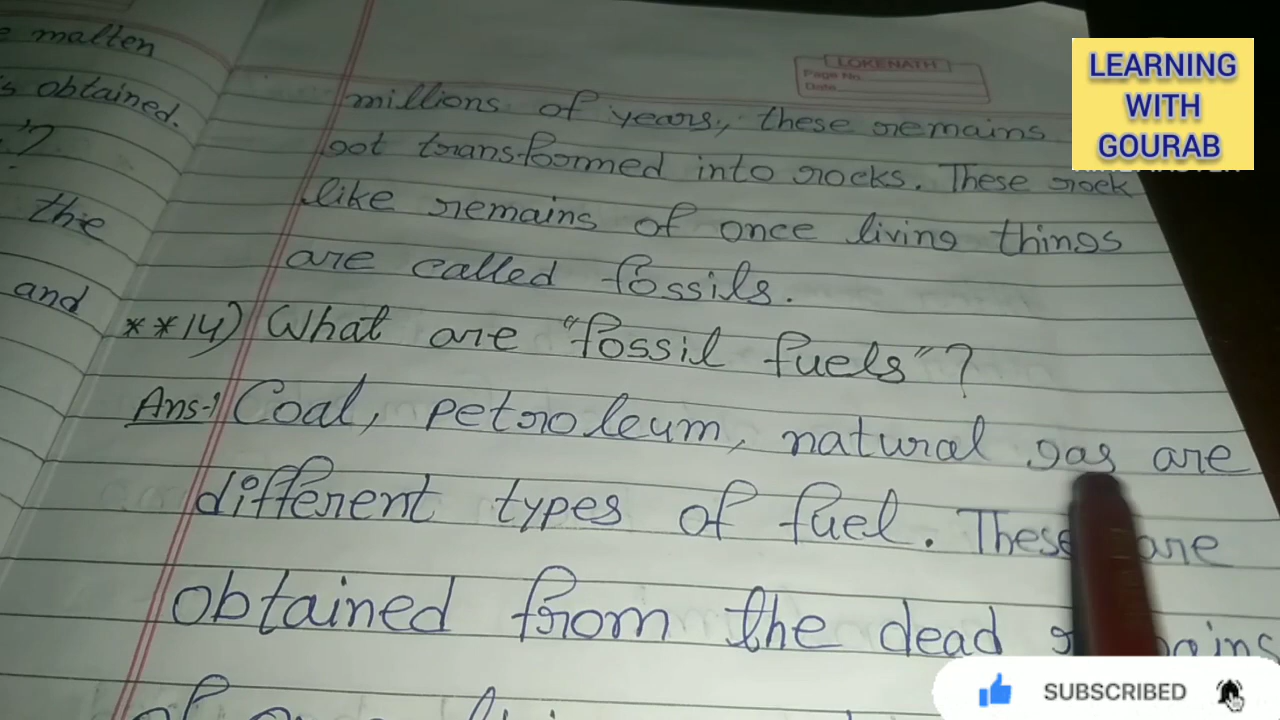 e malten
is obtained.
'?
the
and
LOKENATH
Page No.
Date
millions of years, these remains
got transformed into rocks. These rock
like remains of once living things
are called fossils.
**14) What are "fossil fuels"?
Ans-) Coal, petroleum, natural gas are
different types of fuel. These are
obtained from the dead
of
LEARNING
WITH
GOURAB
SUBSCRIBED